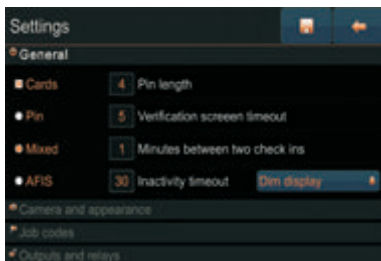 Settings
General
Cards 4 Pin length
Pin 5 Verification screeen timeout
Mixed 1 Minutes between two check ins
AFIS 30 Inactivity timeout Dim display
Camera and appearance
Job codes
Outputs and relays